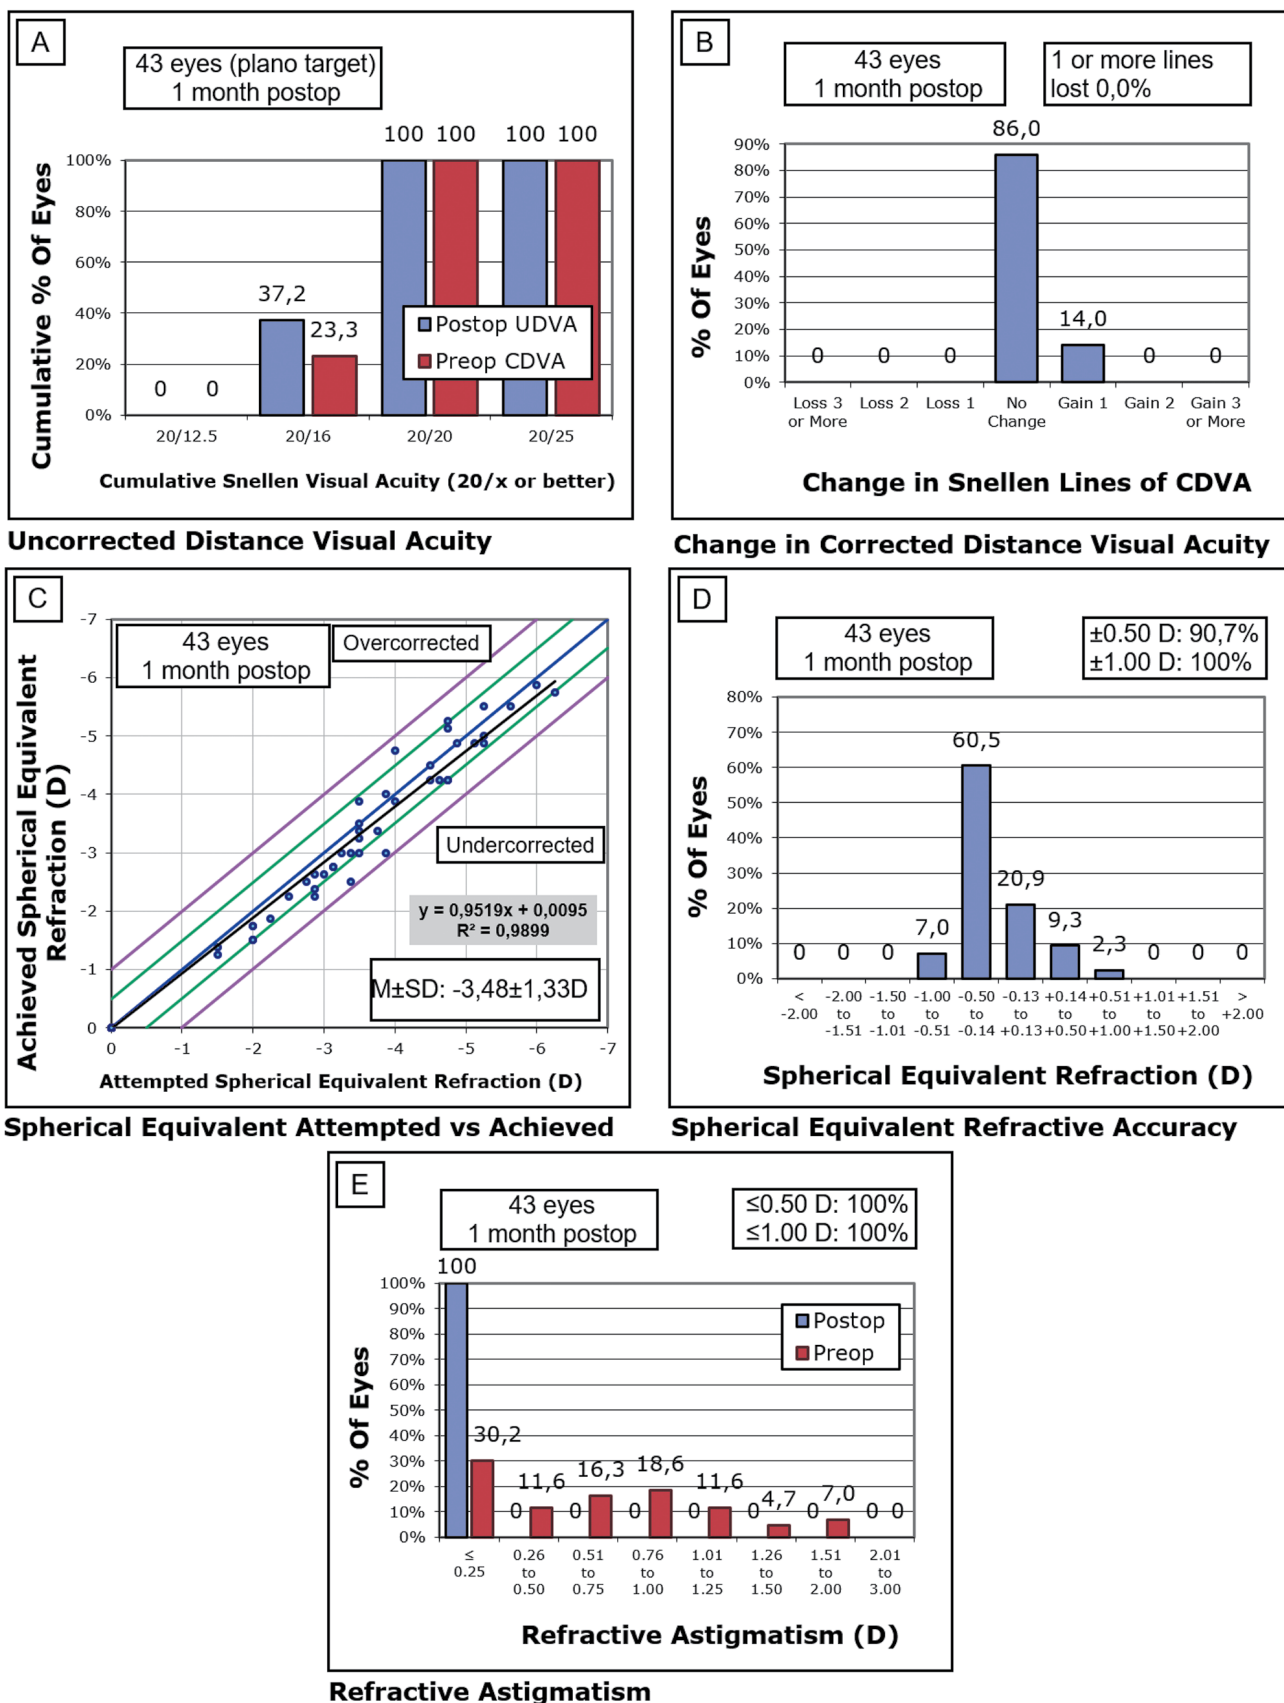 A
43 eyes (plano target)
1 month postop
100 100 100 100
100%
80%
60%
40%
20%
0%
37,2
23,3
0 0
Postop UDVA
Preop CDVA
Cumulative % Of Eyes
20/12.5 20/16 20/20 20/25
Cumulative Snellen Visual Acuity (20/x or better)
Uncorrected Distance Visual Acuity
B
43 eyes
1 month postop
1 or more lines
lost 0,0%
86,0
90%
80%
70%
60%
50%
40%
30%
20%
10%
0%
14,0
0 0 0 0 0
% Of Eyes
Loss 3 Loss 2 Loss 1 No Gain 1 Gain 2 Gain 3
or More Change or More
Change in Snellen Lines of CDVA
Change in Corrected Distance Visual Acuity
C
43 eyes
1 month postop
Overcorrected
Undercorrected
y = 0,9519x + 0,0095
R² = 0,9899
M±SD: -3,48±1,33D
-7
-6
-5
-4
-3
-2
-1
0
0 -1 -2 -3 -4 -5 -6 -7
Achieved Spherical Equivalent
Refraction (D)
Attempted Spherical Equivalent Refraction (D)
Spherical Equivalent Attempted vs Achieved
D
43 eyes
1 month postop
±0.50 D: 90,7%
±1.00 D: 100%
80%
70%
60%
50%
40%
30%
20%
10%
0%
60,5
20,9
9,3
7,0
2,3
0 0 0 0 0 0
% Of Eyes
< -2.00 -1.50 -1.00 -0.50 -0.13 +0.14 +0.51 +1.01 +1.51 >
-2.00 to to to to to to to to to +2.00
-1.51 -1.01 -0.51 -0.14 +0.13 +0.50 +1.00 +1.50 +2.00
Spherical Equivalent Refraction (D)
Spherical Equivalent Refractive Accuracy
E
43 eyes
1 month postop
≤0.50 D: 100%
≤1.00 D: 100%
100
100%
90%
80%
70%
60%
50%
40%
30%
20%
10%
0%
Postop
Preop
30,2
11,6 16,3 18,6 11,6 4,7 7,0
0 0 0 0 0 0 0 0
% Of Eyes
≤ 0.26 0.51 0.76 1.01 1.26 1.51 2.01
0.25 to to to to to to to
0.50 0.75 1.00 1.25 1.50 2.00 3.00
Refractive Astigmatism (D)
Refractive Astigmatism